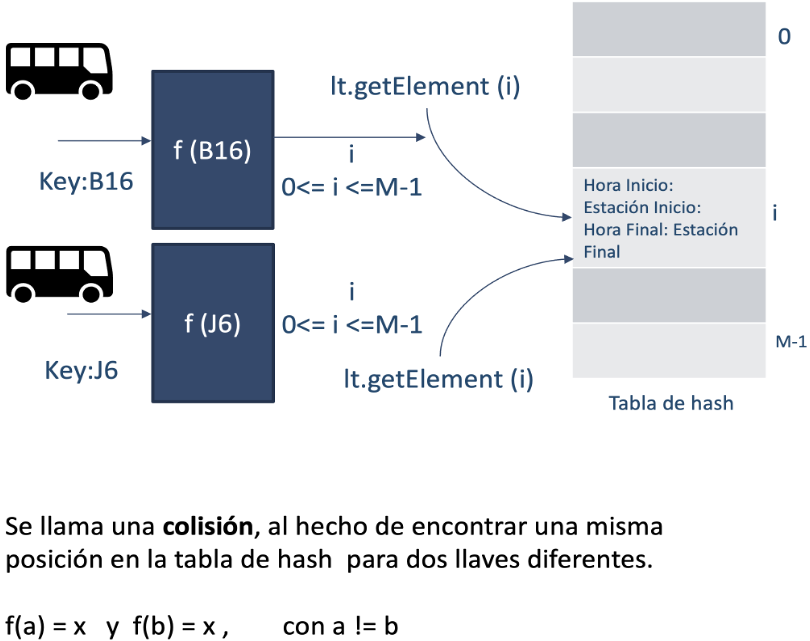 0
lt.getElement (i)
f (B16)
i
Key:B16
0<= i <=M-1
Hora Inicio:
Estación Inicio:
Hora Final: Estación
Final
i
i
f (J6)
0<= i <=M-1
M-1
Key:J6
lt.getElement (i)
Tabla de hash
Se llama una colisión, al hecho de encontrar una misma
posición en la tabla de hash para dos llaves diferentes.
f(a) = x y f(b) = x , con a != b